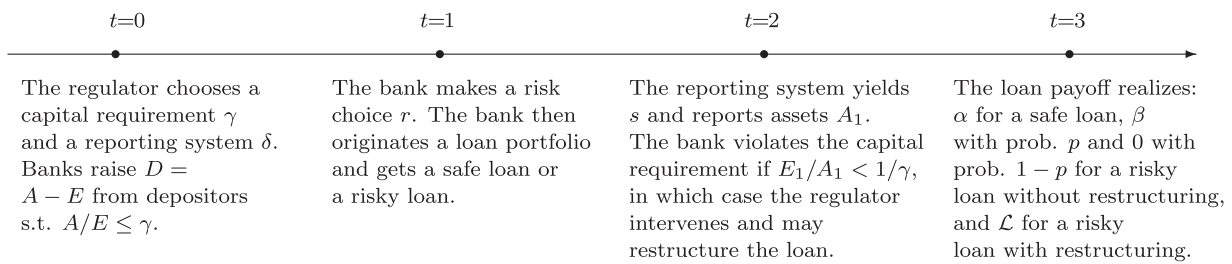 t=0
t=1
t=2
t=3
The regulator chooses a
capital requirement γ
and a reporting system δ.
Banks raise D =
A − E from depositors
s.t. A/E ≤ γ.
The bank makes a risk
choice r. The bank then
originates a loan portfolio
and gets a safe loan or
a risky loan.
The reporting system yields
s and reports assets A₁.
The bank violates the capital
requirement if E₁/A₁ < 1/γ,
in which case the regulator
intervenes and may
restructure the loan.
The loan payoff realizes:
α for a safe loan, β
with prob. p and 0 with
prob. 1 − p for a risky
loan without restructuring,
and ℒ for a risky
loan with restructuring.